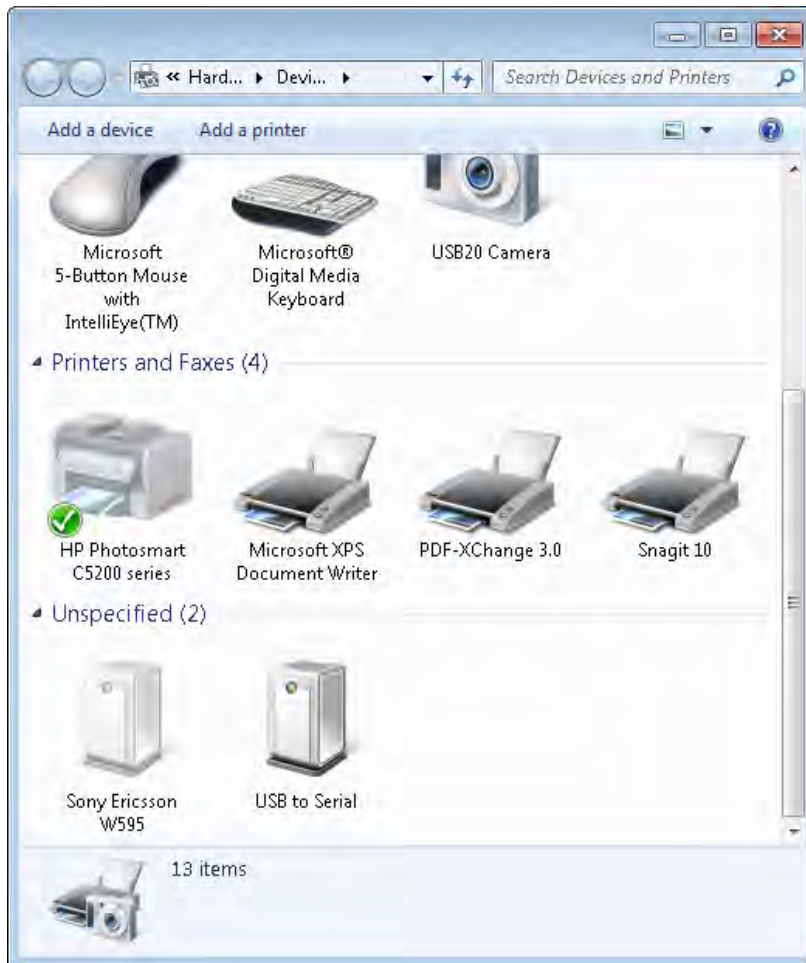 « Hard... ▸ Devi... ▸ Search Devices and Printers
Add a device Add a printer
Microsoft 5-Button Mouse with IntelliEye(TM)
Microsoft® Digital Media Keyboard
USB20 Camera
Printers and Faxes (4)
HP Photosmart C5200 series
Microsoft XPS Document Writer
PDF-XChange 3.0
Snagit 10
Unspecified (2)
Sony Ericsson W595
USB to Serial
13 items